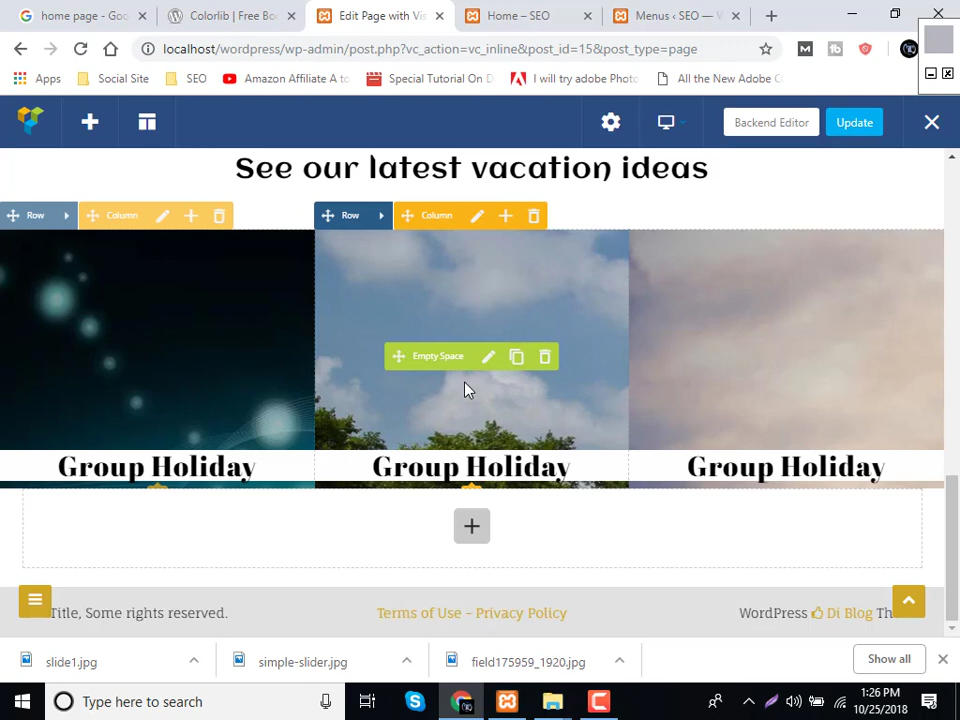 home page - Goo
Colorlib | Free Bo
Edit Page with Vis
Home – SEO
Menus ‹ SEO — W
localhost/wordpress/wp-admin/post.php?vc_action=vc_inline&post_id=15&post_type=page
Apps
Social Site
SEO
Amazon Affiliate A to
Special Tutorial On D
I will try adobe Photo
All the New Adobe C
Backend Editor
Update
See our latest vacation ideas
Row
Column
Row
Column
Empty Space
Group Holiday
Group Holiday
Group Holiday
Title, Some rights reserved.
Terms of Use - Privacy Policy
WordPress Di Blog Th
slide1.jpg
simple-slider.jpg
field175959_1920.jpg
Show all
Type here to search
1:26 PM
10/25/2018